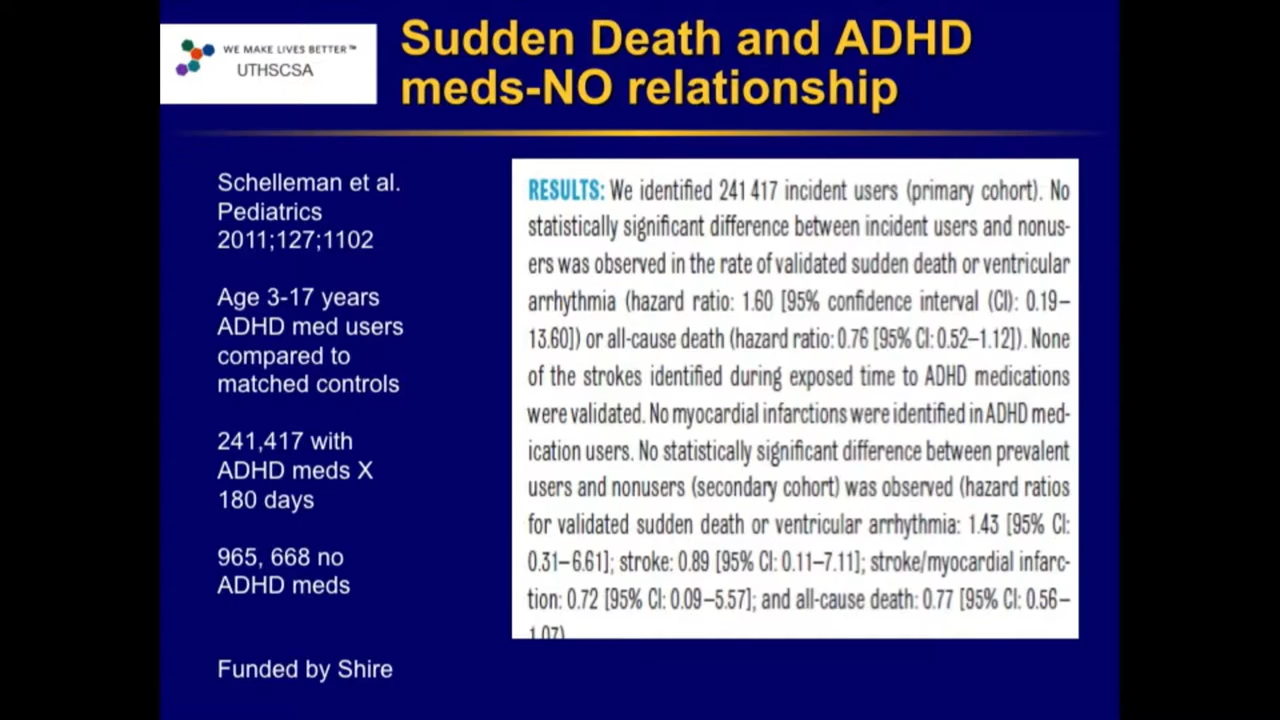 WE MAKE LIVES BETTER™
UTHSCSA
Sudden Death and ADHD
meds-NO relationship
Schelleman et al.
Pediatrics
2011;127;1102
Age 3-17 years
ADHD med users
compared to
matched controls
241,417 with
ADHD meds X
180 days
965, 668 no
ADHD meds
Funded by Shire
RESULTS: We identified 241 417 incident users (primary cohort). No
statistically significant difference between incident users and nonus-
ers was observed in the rate of validated sudden death or ventricular
arrhythmia (hazard ratio: 1.60 [95% confidence interval (CI): 0.19–
13.60]) or all-cause death (hazard ratio: 0.76 [95% CI: 0.52–1.12]). None
of the strokes identified during exposed time to ADHD medications
were validated. No myocardial infarctions were identified in ADHD med-
ication users. No statistically significant difference between prevalent
users and nonusers (secondary cohort) was observed (hazard ratios
for validated sudden death or ventricular arrhythmia: 1.43 [95% CI:
0.31–6.61]; stroke: 0.89 [95% CI: 0.11–7.11]; stroke/myocardial infarc-
tion: 0.72 [95% CI: 0.09–5.57]; and all-cause death: 0.77 [95% CI: 0.56–
1.07)